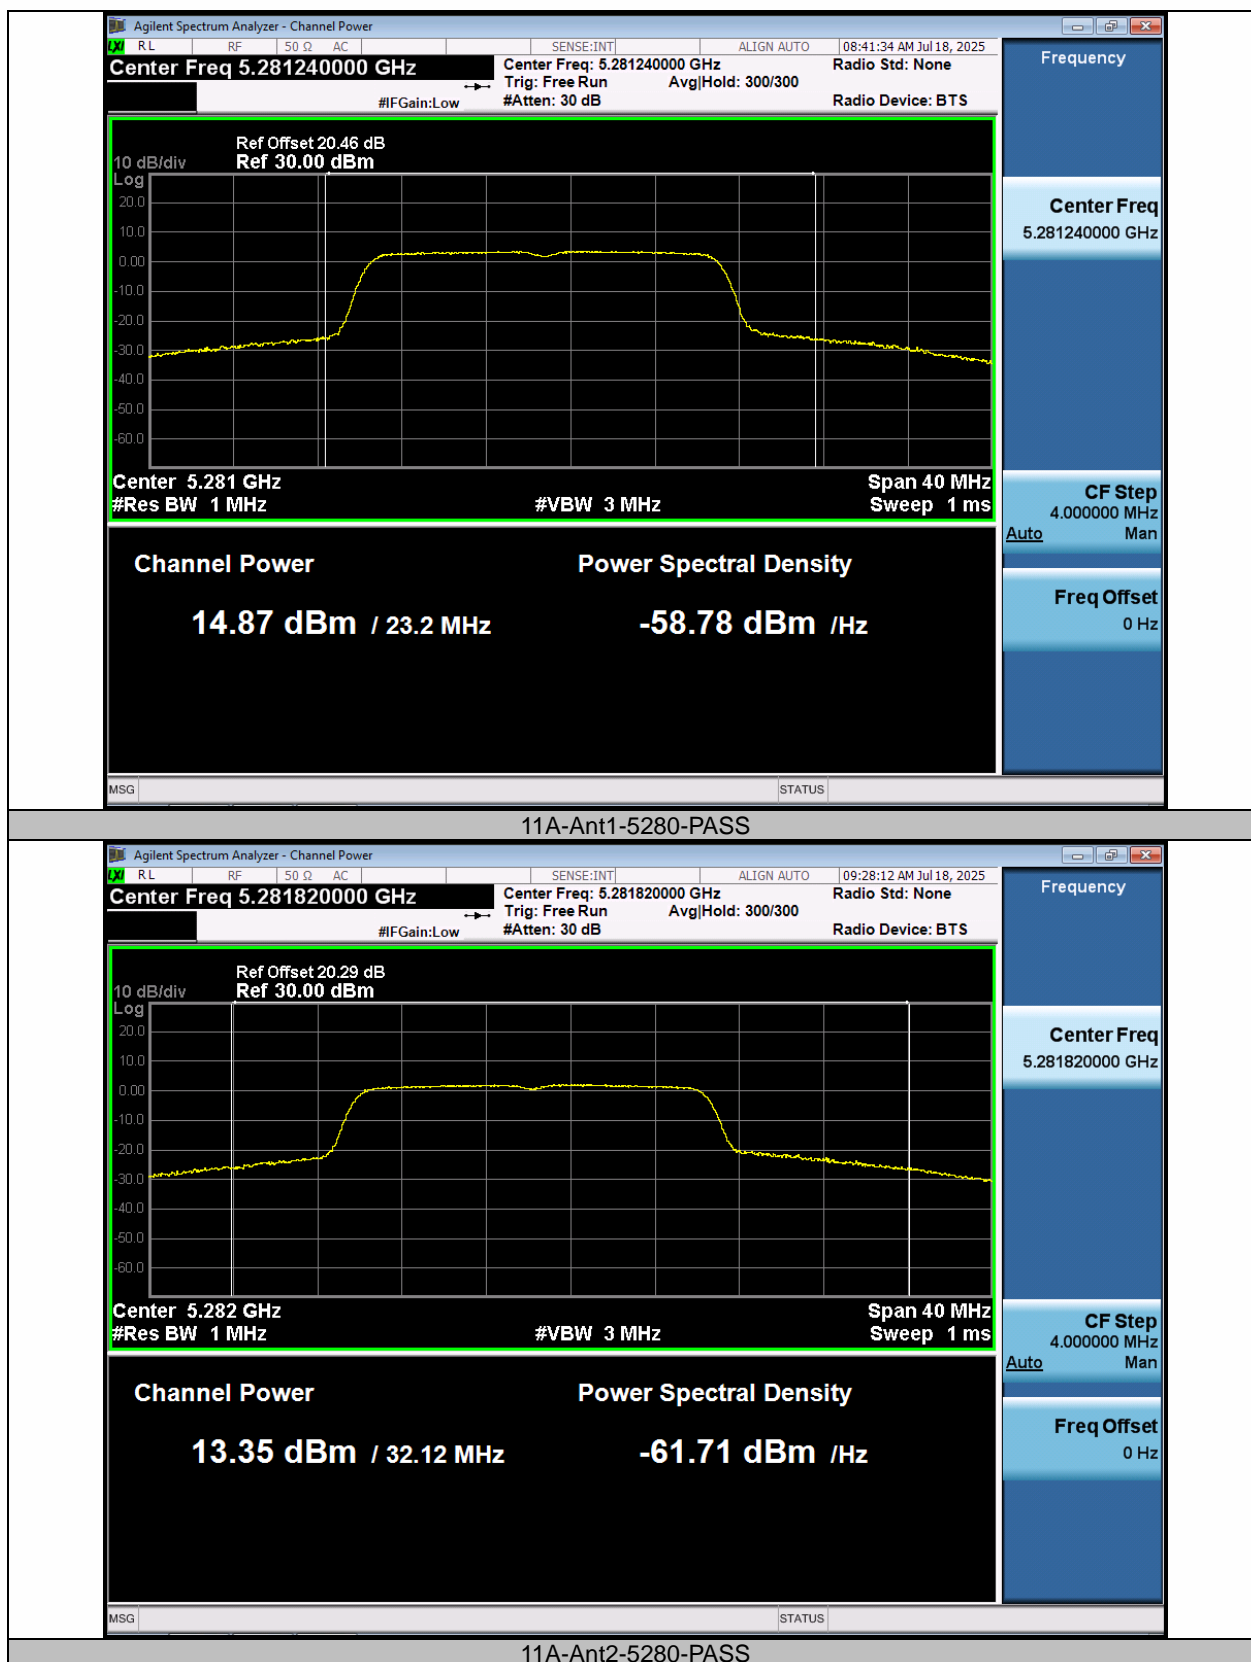 Agilent Spectrum Analyzer - Channel Power
LXI RL RF 50 Ω AC SENSE:INT ALIGN AUTO 08:41:34 AM Jul 18, 2025
Center Freq 5.281240000 GHz Center Freq: 5.281240000 GHz Radio Std: None Frequency
Trig: Free Run Avg|Hold: 300/300
#IFGain:Low #Atten: 30 dB Radio Device: BTS
Ref Offset 20.46 dB
10 dB/div Ref 30.00 dBm
Log
20.0
10.0
0.00
-10.0
-20.0
-30.0
-40.0
-50.0
-60.0
Center Freq
5.281240000 GHz
Center 5.281 GHz Span 40 MHz
#Res BW 1 MHz #VBW 3 MHz Sweep 1 ms
CF Step
4.000000 MHz
Auto Man
Channel Power Power Spectral Density
Freq Offset
0 Hz
14.87 dBm / 23.2 MHz -58.78 dBm /Hz
MSG STATUS
11A-Ant1-5280-PASS
Agilent Spectrum Analyzer - Channel Power
LXI RL RF 50 Ω AC SENSE:INT ALIGN AUTO 09:28:12 AM Jul 18, 2025
Center Freq 5.281820000 GHz Center Freq: 5.281820000 GHz Radio Std: None Frequency
Trig: Free Run Avg|Hold: 300/300
#IFGain:Low #Atten: 30 dB Radio Device: BTS
Ref Offset 20.29 dB
10 dB/div Ref 30.00 dBm
Log
20.0
10.0
0.00
-10.0
-20.0
-30.0
-40.0
-50.0
-60.0
Center Freq
5.281820000 GHz
Center 5.282 GHz Span 40 MHz
#Res BW 1 MHz #VBW 3 MHz Sweep 1 ms
CF Step
4.000000 MHz
Auto Man
Channel Power Power Spectral Density
Freq Offset
0 Hz
13.35 dBm / 32.12 MHz -61.71 dBm /Hz
MSG STATUS
11A-Ant2-5280-PASS